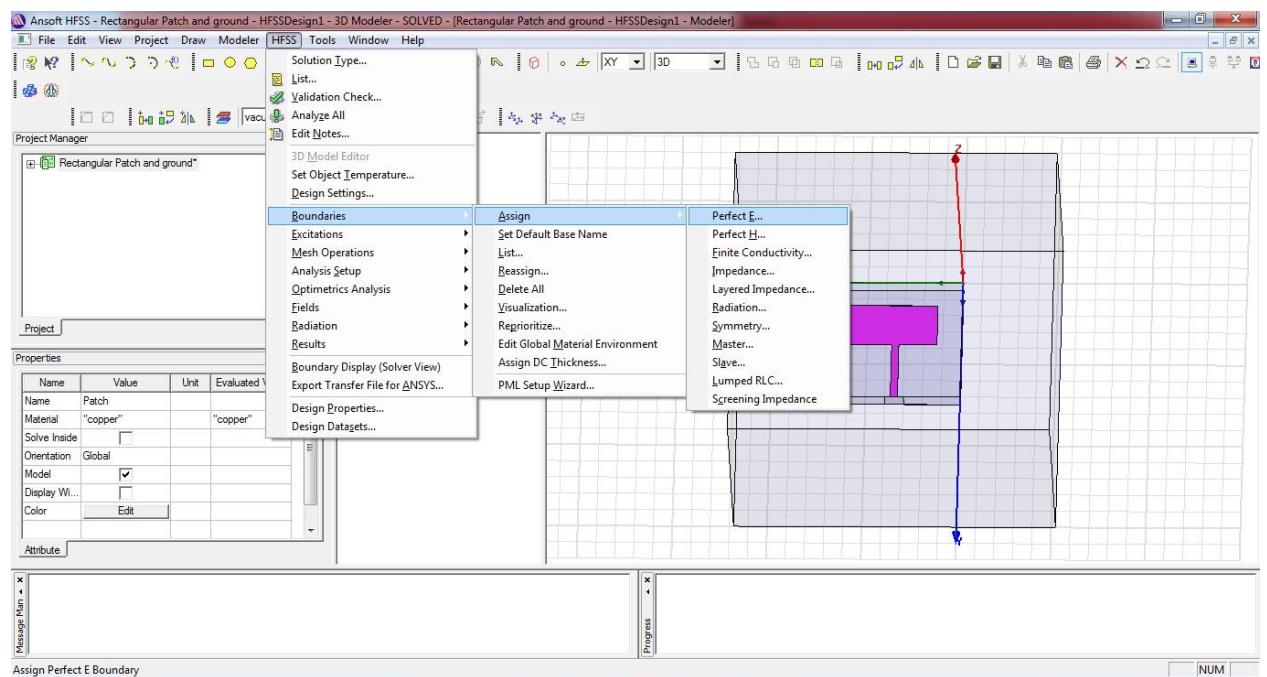 Ansoft HFSS - Rectangular Patch and ground - HFSSDesign1 - 3D Modeler - SOLVED - [Rectangular Patch and ground - HFSSDesign1 - Modeler]
File Edit View Project Draw Modeler HFSS Tools Window Help
XY 3D
vacu
Project Manager
Rectangular Patch and ground*
Project
Properties
Name Value Unit Evaluated V
Name Patch
Material "copper" "copper"
Solve Inside
Orientation Global
Model
Display Wi...
Color Edit
Attribute
Solution Type...
List...
Validation Check...
Analyze All
Edit Notes...
3D Model Editor
Set Object Temperature...
Design Settings...
Boundaries
Excitations
Mesh Operations
Analysis Setup
Optimetrics Analysis
Fields
Radiation
Results
Boundary Display (Solver View)
Export Transfer File for ANSYS...
Design Properties...
Design Datasets...
Assign
Set Default Base Name
List...
Reassign...
Delete All
Visualization...
Reprioritize...
Edit Global Material Environment
Assign DC Thickness...
PML Setup Wizard...
Perfect E...
Perfect H...
Finite Conductivity...
Impedance...
Layered Impedance...
Radiation...
Symmetry...
Master...
Slave...
Lumped RLC...
Screening Impedance
Z
Message Man
Progress
Assign Perfect E Boundary
NUM